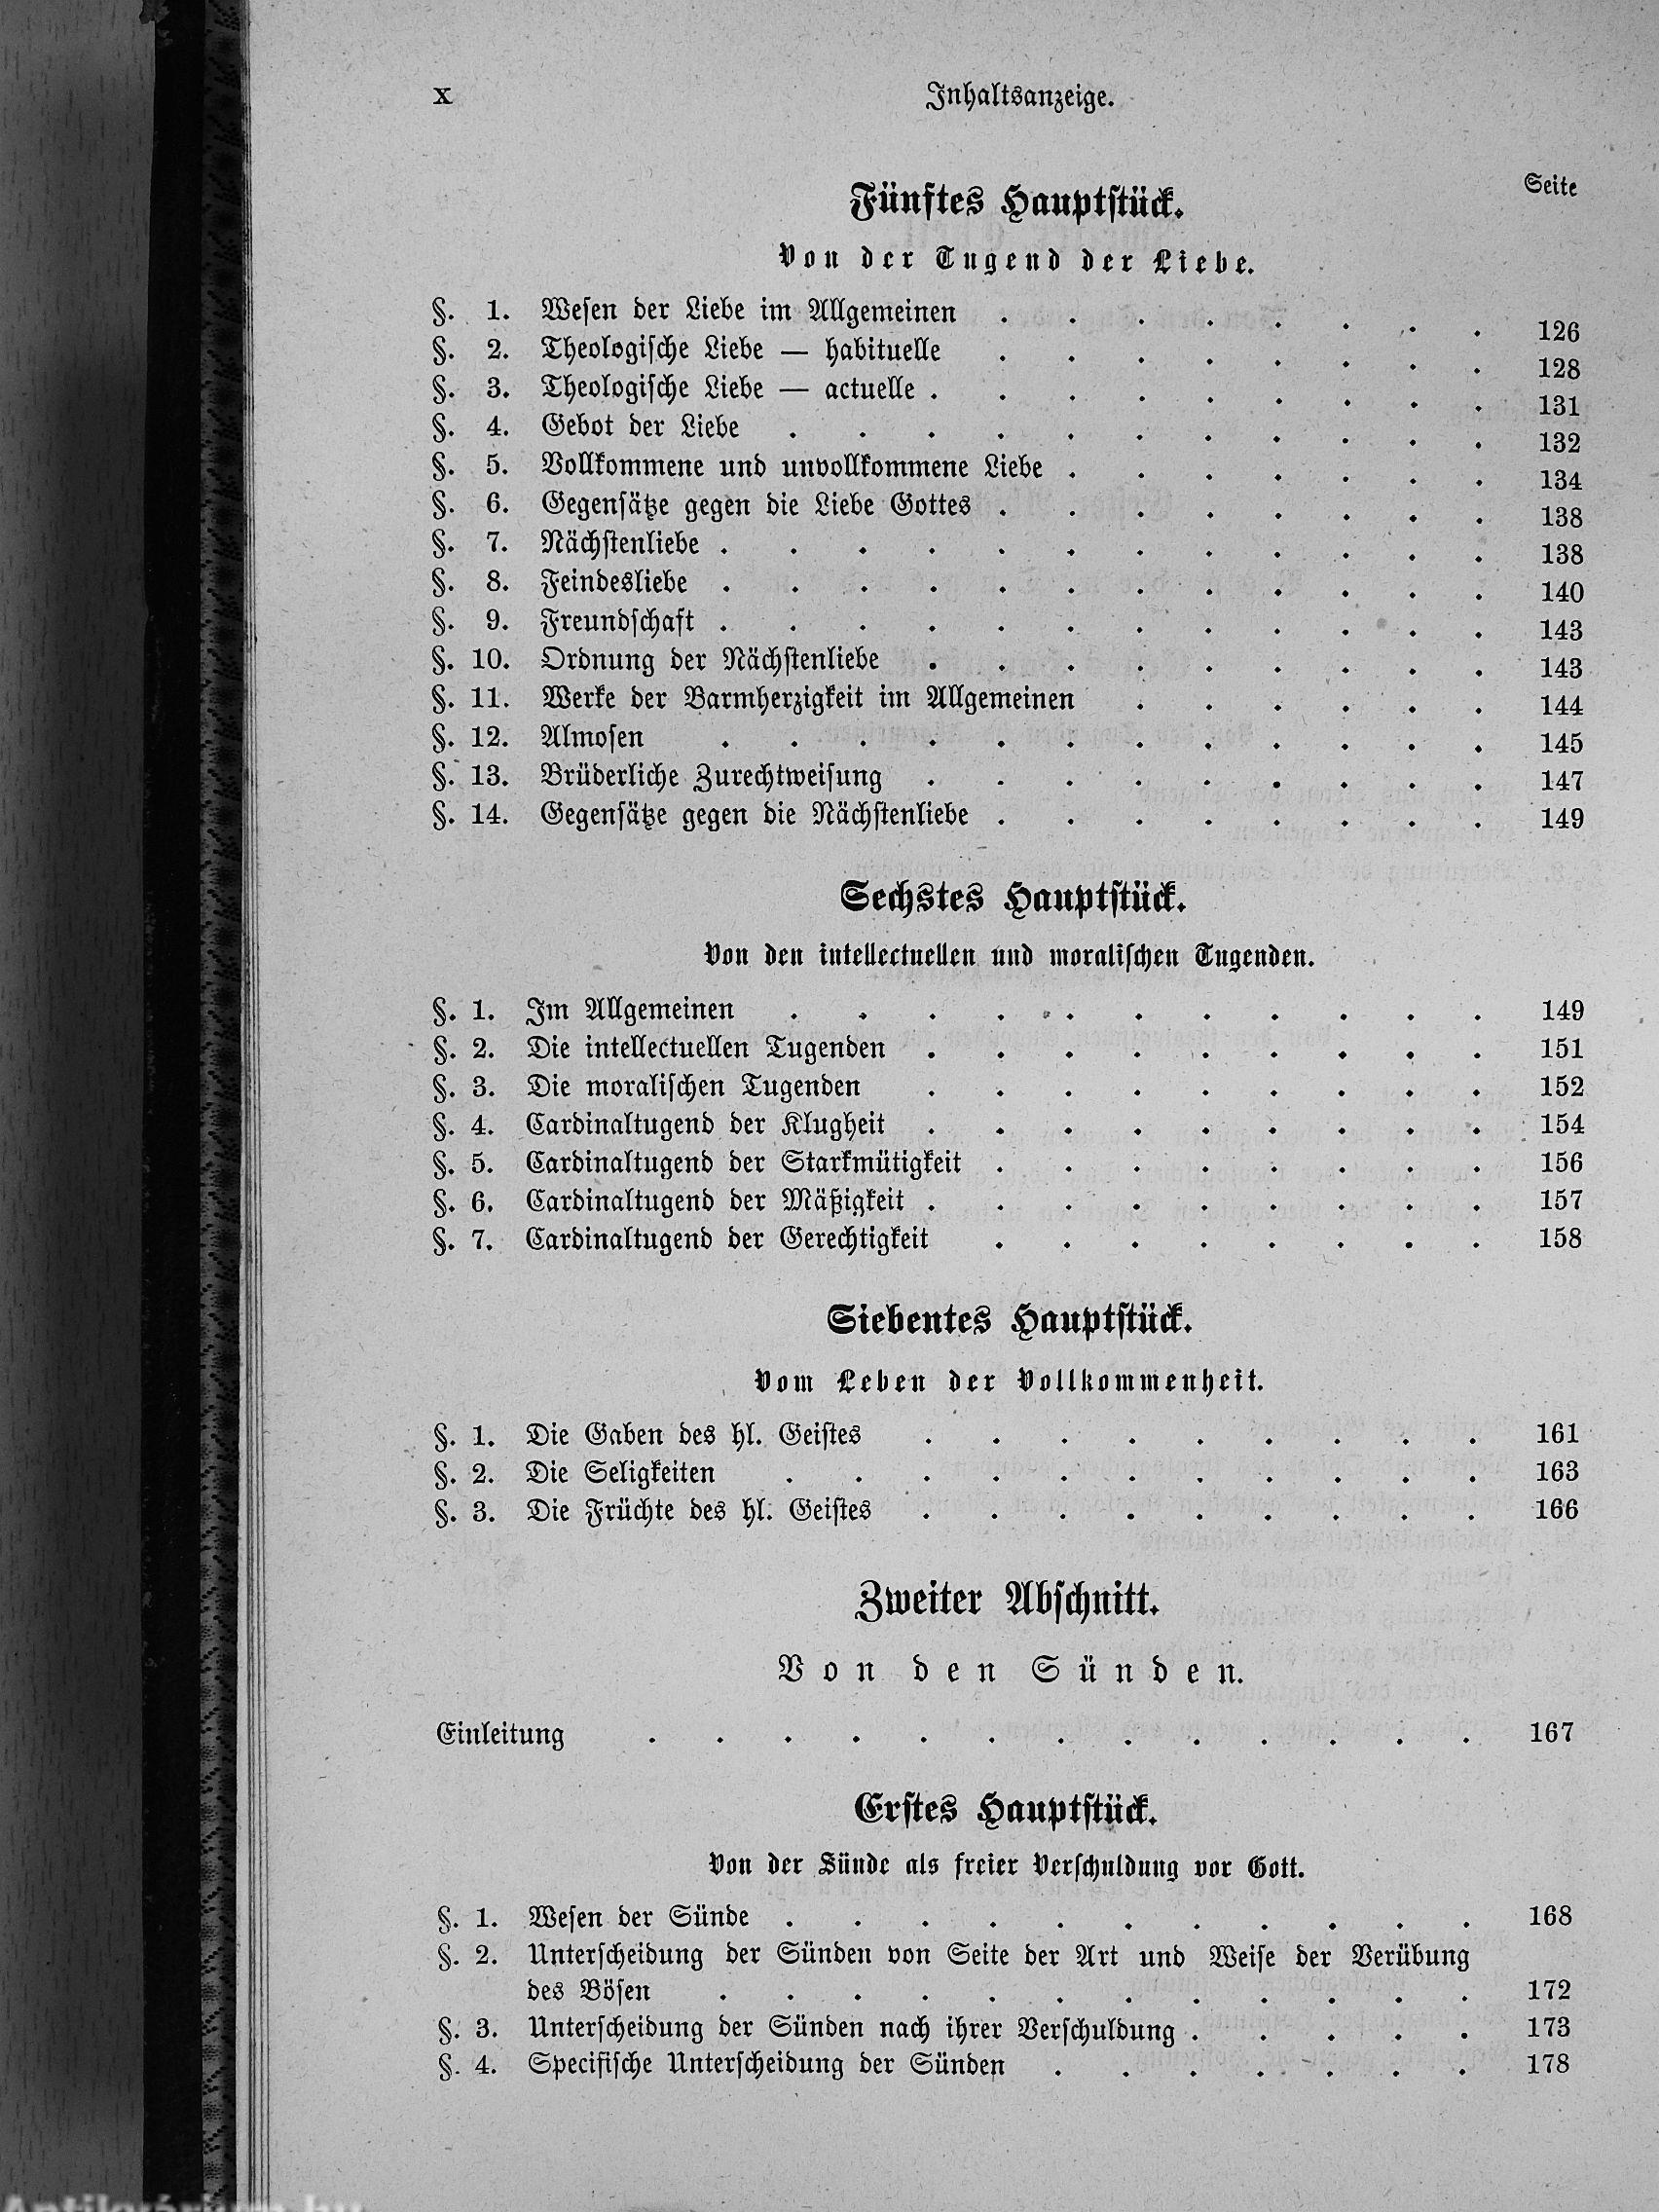 x Inhaltsanzeige.
Seite
Fünftes Hauptstück.
Von der Tugend der Liebe.
§. 1. Wesen der Liebe im Allgemeinen . . . . . . . . 126
§. 2. Theologische Liebe — habituelle . . . . . . . . 128
§. 3. Theologische Liebe — actuelle . . . . . . . . . 131
§. 4. Gebot der Liebe . . . . . . . . . . . 132
§. 5. Vollkommene und unvollkommene Liebe . . . . . . . 134
§. 6. Gegensätze gegen die Liebe Gottes . . . . . . . . 138
§. 7. Nächstenliebe . . . . . . . . . . . . 138
§. 8. Feindesliebe . . . . . . . . . . . . 140
§. 9. Freundschaft . . . . . . . . . . . . 143
§. 10. Ordnung der Nächstenliebe . . . . . . . . . 143
§. 11. Werke der Barmherzigkeit im Allgemeinen . . . . . . 144
§. 12. Almosen . . . . . . . . . . . . 145
§. 13. Brüderliche Zurechtweisung . . . . . . . . . 147
§. 14. Gegensätze gegen die Nächstenliebe . . . . . . . . 149
Sechstes Hauptstück.
Von den intellectuellen und moralischen Tugenden.
§. 1. Im Allgemeinen . . . . . . . . . . . 149
§. 2. Die intellectuellen Tugenden . . . . . . . . . 151
§. 3. Die moralischen Tugenden . . . . . . . . . 152
§. 4. Cardinaltugend der Klugheit . . . . . . . . . 154
§. 5. Cardinaltugend der Starkmütigkeit . . . . . . . . 156
§. 6. Cardinaltugend der Mäßigkeit . . . . . . . . . 157
§. 7. Cardinaltugend der Gerechtigkeit . . . . . . . . 158
Siebentes Hauptstück.
Vom Leben der Vollkommenheit.
§. 1. Die Gaben des hl. Geistes . . . . . . . . . 161
§. 2. Die Seligkeiten . . . . . . . . . . . 163
§. 3. Die Früchte des hl. Geistes . . . . . . . . . 166
Zweiter Abschnitt.
Von den Sünden.
Einleitung . . . . . . . . . . . . . 167
Erstes Hauptstück.
Von der Sünde als freier Verschuldung vor Gott.
§. 1. Wesen der Sünde . . . . . . . . . . . 168
§. 2. Unterscheidung der Sünden von Seite der Art und Weise der Verübung
des Bösen . . . . . . . . . . . . 172
§. 3. Unterscheidung der Sünden nach ihrer Verschuldung . . . . . 173
§. 4. Specifische Unterscheidung der Sünden . . . . . . . 178
Antikvárium.hu